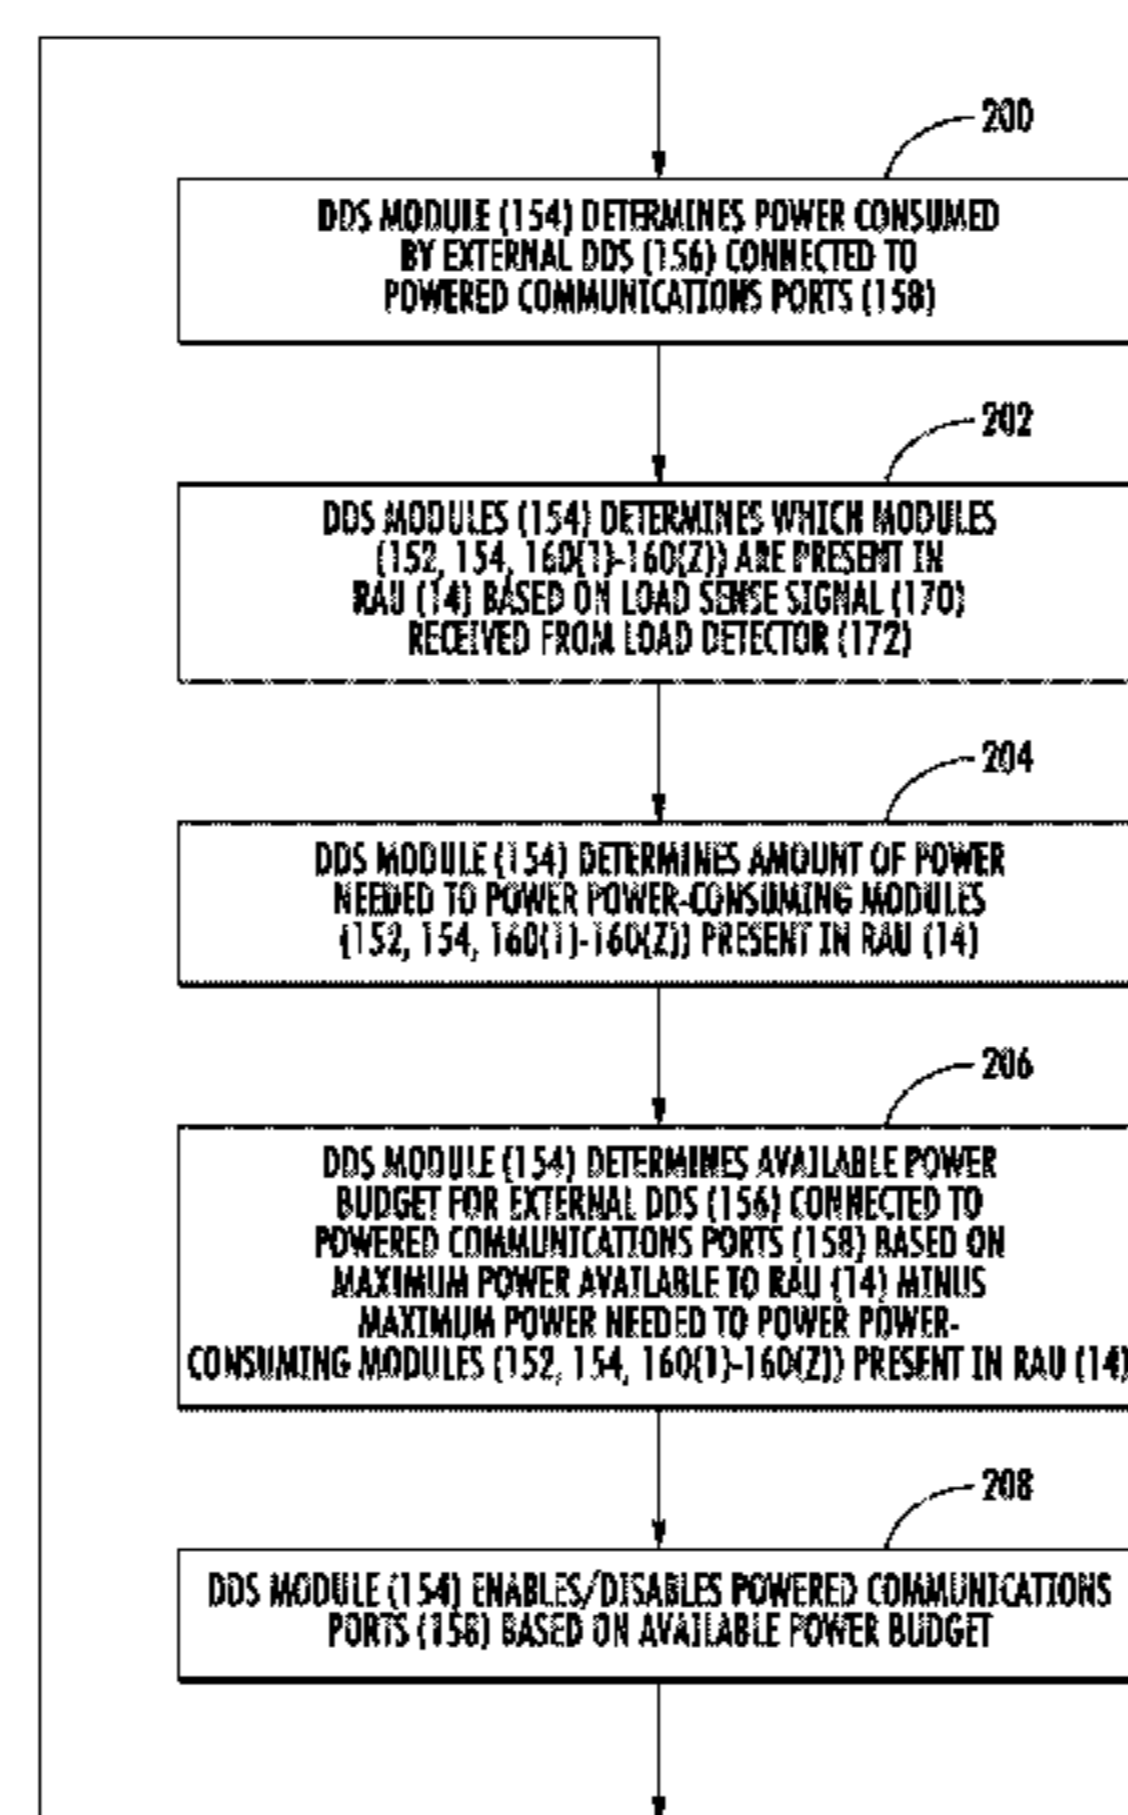 200
DDS MODULE (154) DETERMINES POWER CONSUMED
BY EXTERNAL DDS (156) CONNECTED TO
POWERED COMMUNICATIONS PORTS (158)
202
DDS MODULES (154) DETERMINES WHICH MODULES
(152, 154, 160(1)-160(Z)) ARE PRESENT IN
RAU (14) BASED ON LOAD SENSE SIGNAL (170)
RECEIVED FROM LOAD DETECTOR (172)
204
DDS MODULE (154) DETERMINES AMOUNT OF POWER
NEEDED TO POWER POWER-CONSUMING MODULES
(152, 154, 160(1)-160(Z)) PRESENT IN RAU (14)
206
DDS MODULE (154) DETERMINES AVAILABLE POWER
BUDGET FOR EXTERNAL DDS (156) CONNECTED TO
POWERED COMMUNICATIONS PORTS (158) BASED ON
MAXIMUM POWER AVAILABLE TO RAU (14) MINUS
MAXIMUM POWER NEEDED TO POWER POWER-
CONSUMING MODULES (152, 154, 160(1)-160(Z)) PRESENT IN RAU (14)
208
DDS MODULE (154) ENABLES/DISABLES POWERED COMMUNICATIONS
PORTS (158) BASED ON AVAILABLE POWER BUDGET